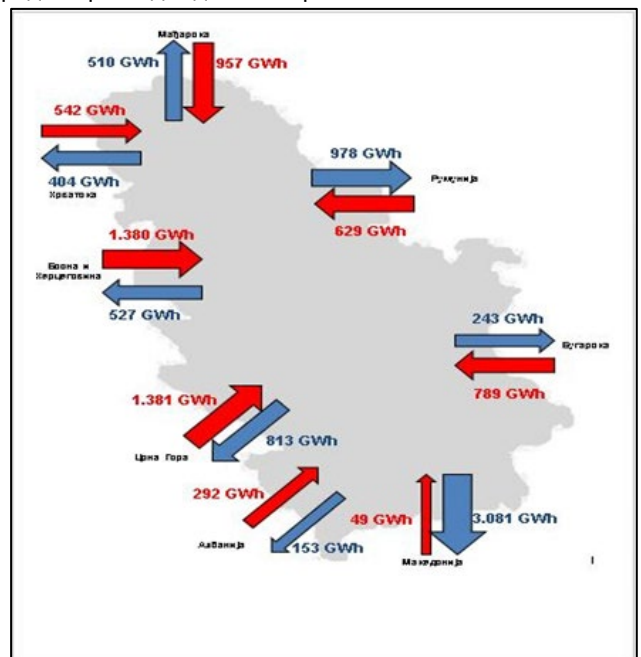 Мађарска
510 GWh
957 GWh
542 GWh
404 GWh
Хрватска
978 GWh
Румунија
629 GWh
1.380 GWh
Босна и
Херцеговина
527 GWh
243 GWh
Бугарска
789 GWh
1.381 GWh
813 GWh
Црна Гора
292 GWh
153 GWh
Албанија
49 GWh
3.081 GWh
Македонија